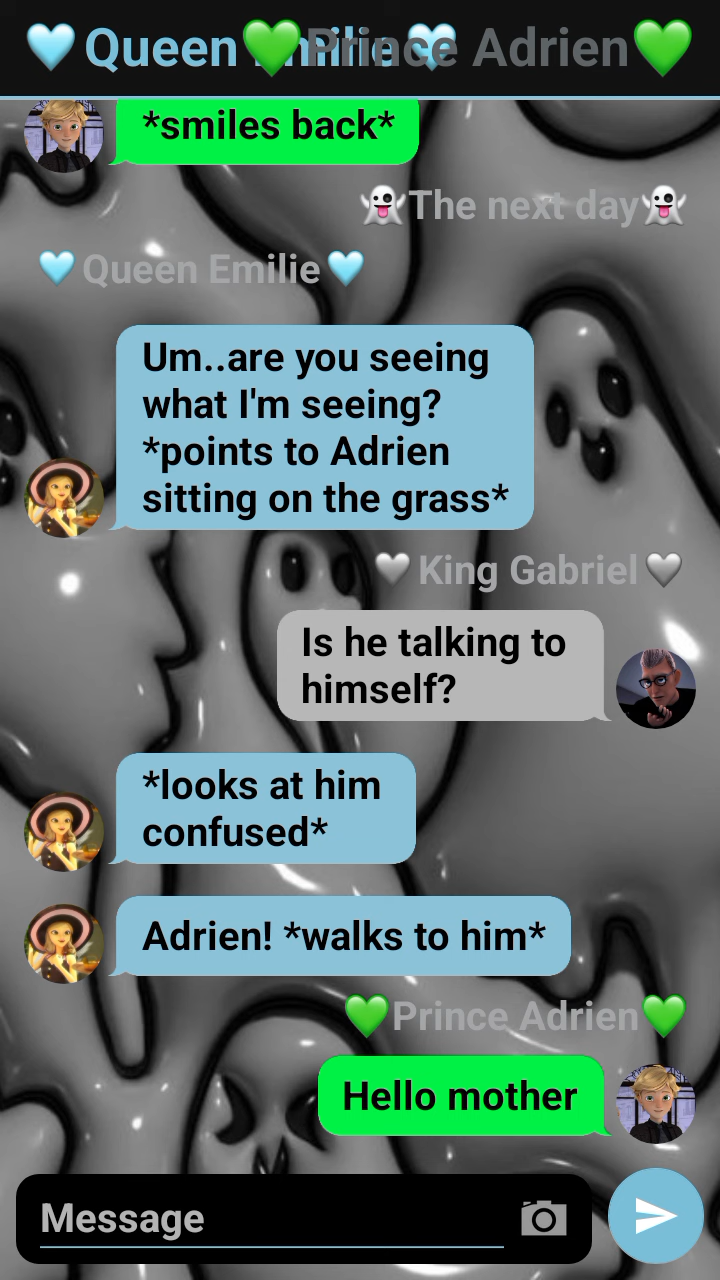 🩵Queen Emilie🩵
💚Prince Adrien💚
*smiles back*
👻The next day👻
🩵Queen Emilie🩵
Um..are you seeing
what I'm seeing?
*points to Adrien
sitting on the grass*
🩶King Gabriel🩶
Is he talking to
himself?
*looks at him
confused*
Adrien! *walks to him*
💚Prince Adrien💚
Hello mother
Message